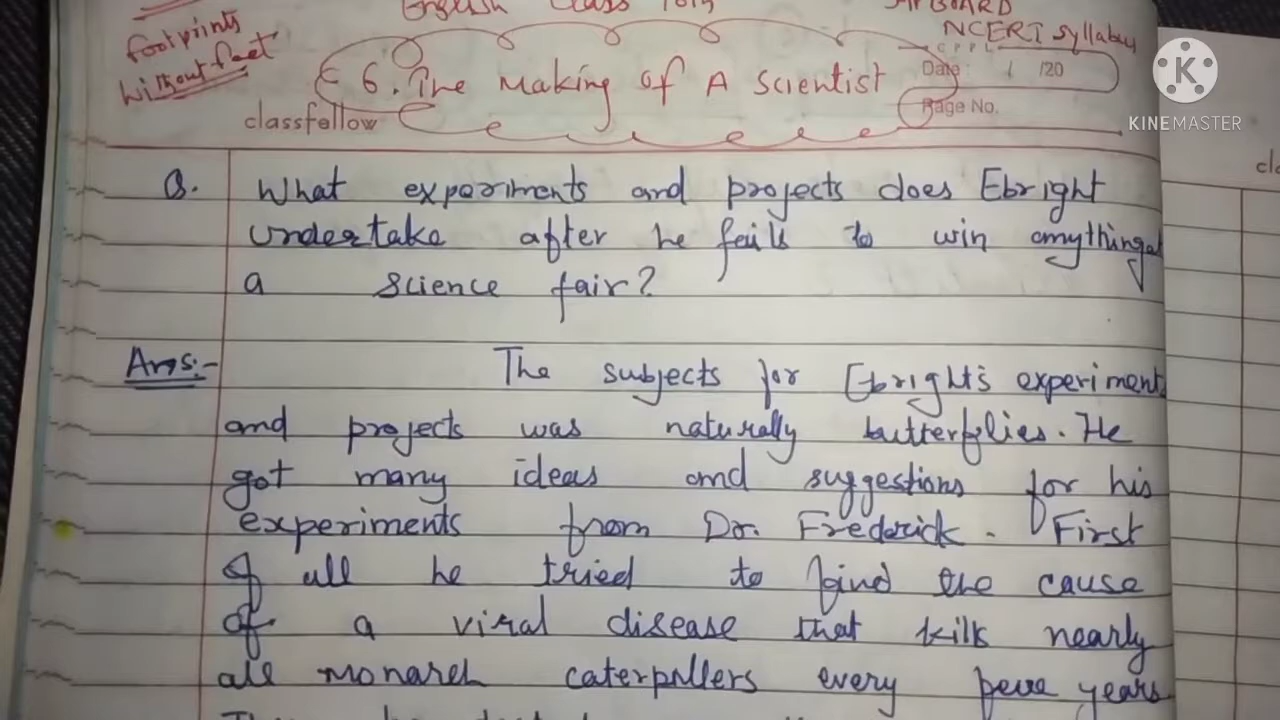 English Class 10th
MP BOARD
NCERT Syllabus
footprints
without feet
6. The Making of A Scientist
Date : / /20
Page No.
classfellow
KINEMASTER
Q. What experiments and projects does Ebright
undertake after he fails to win anything at
a science fair?
Ans:- The subjects for Ebright's experiment
and projects was naturally butterflies. He
got many ideas and suggestions for his
experiments from Dr. Frederick. First
of all he tried to find the cause
of a viral disease that kills nearly
all monarch caterpillers every
years